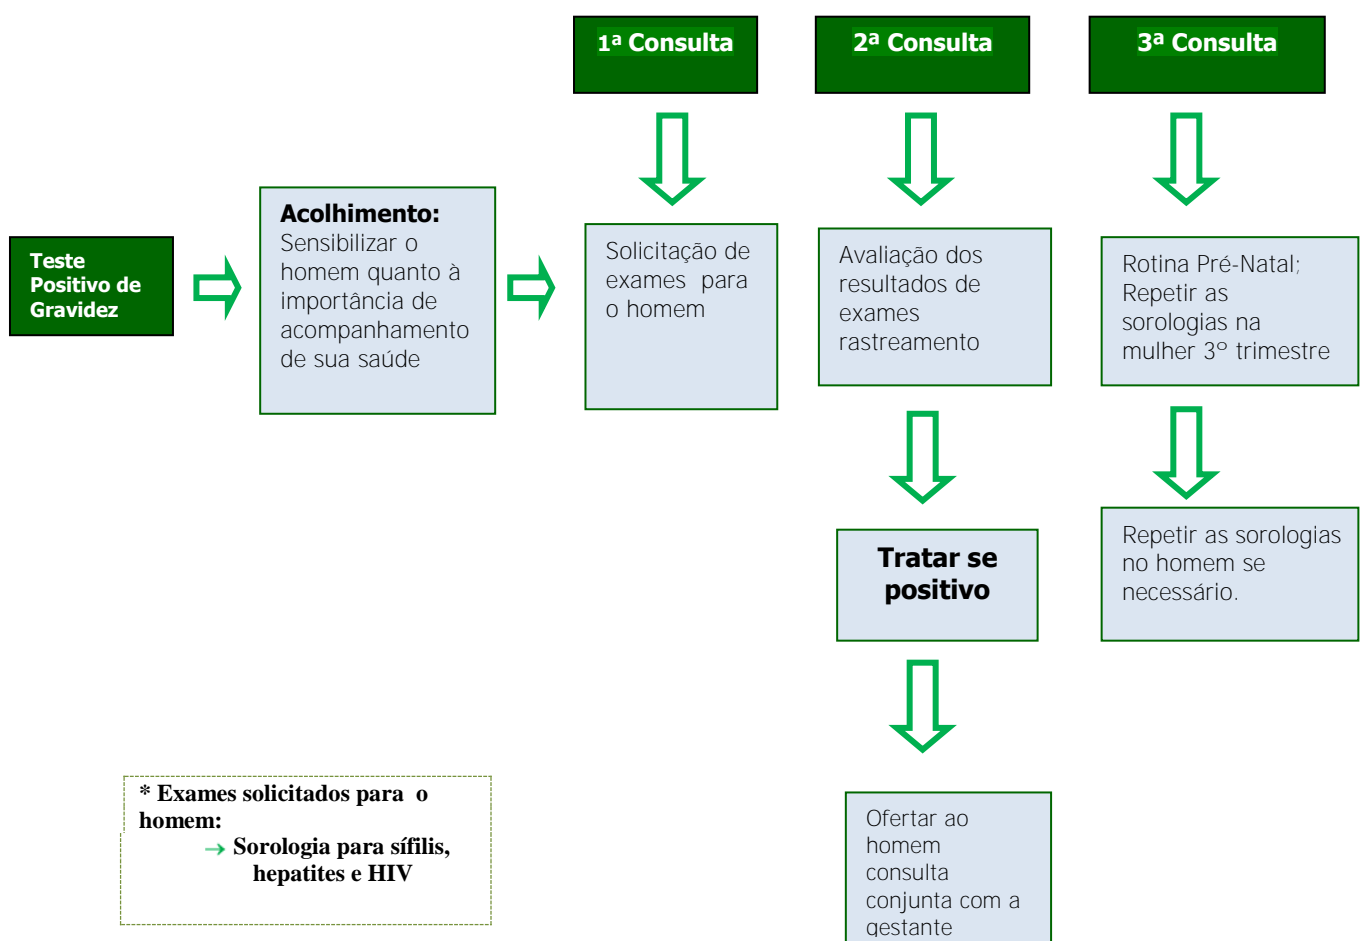 1ª Consulta
2ª Consulta
3ª Consulta
Teste
Positivo de
Gravidez
Acolhimento:
Sensibilizar o
homem quanto à
importância de
acompanhamento
de sua saúde
Solicitação de
exames para
o homem
Avaliação dos
resultados de
exames
rastreamento
Rotina Pré-Natal;
Repetir as
sorologias na
mulher 3º trimestre
Tratar se
positivo
Repetir as sorologias
no homem se
necessário.
Ofertar ao
homem
consulta
conjunta com a
gestante
* Exames solicitados para o
homem:
→ Sorologia para sífilis,
hepatites e HIV